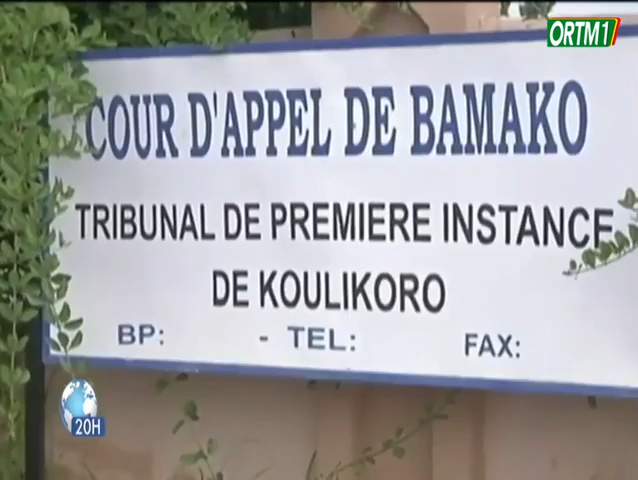 ORTM1
COUR D'APPEL DE BAMAKO
TRIBUNAL DE PREMIERE INSTANCE
DE KOULIKORO
BP: - TEL: FAX:
20H